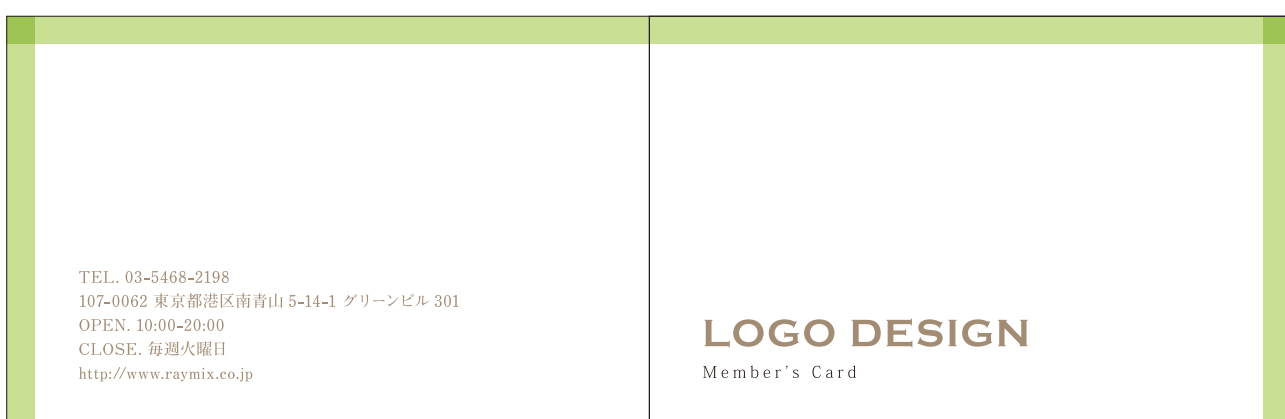 TEL. 03-5468-2198
107-0062 東京都港区南青山 5-14-1 グリーンビル 301
OPEN. 10:00-20:00
CLOSE. 毎週火曜日
http://www.raymix.co.jp
LOGO DESIGN
Member's Card